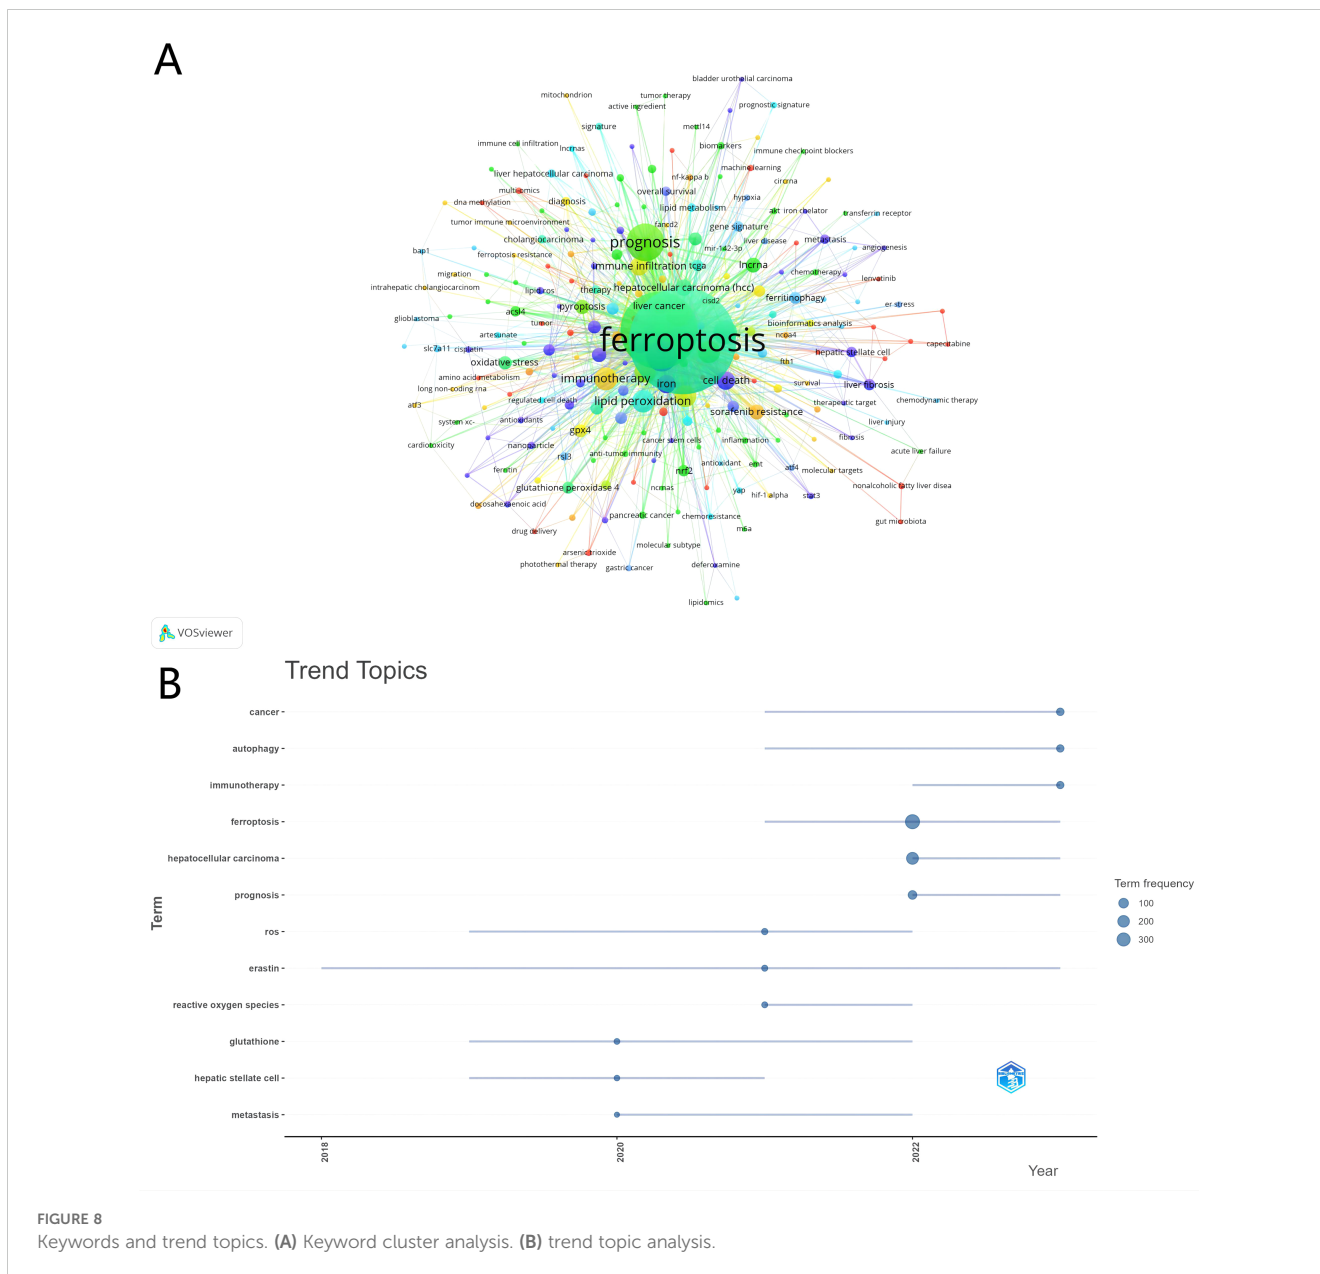 A
bladder urothelial carcinoma
mitochondrion
tumor therapy
active ingredient
prognostic signature
signature
mettl14
immune cell infiltration
lncrnas
biomarkers
immune checkpoint blockers
liver hepatocellular carcinoma
nf-kappa b
machine learning
circrna
multi-omics
overall survival
hypoxia
dna methylation
diagnosis
lipid metabolism
akt
iron chelator
transferrin receptor
tumor immune microenvironment
fancd2
gene signature
cholangiocarcinoma
prognosis
mir-142-3p
liver disease
metastasis
angiogenesis
bap1
ferroptosis resistance
immune infiltration
tcga
lncrna
migration
chemotherapy
lenvatinib
intrahepatic cholangiocarcinom
lipid ros
therapy
hepatocellular carcinoma (hcc)
ferritinophagy
acsl4
pyroptosis
liver cancer
cisd2
er stress
glioblastoma
tumor
bioinformatics analysis
artesunate
ferroptosis
ncoa4
capecitabine
slc7a11
cisplatin
hepatic stellate cell
oxidative stress
fth1
amino acid metabolism
immunotherapy
iron
cell death
survival
liver fibrosis
long non-coding rna
regulated cell death
lipid peroxidation
therapeutic target
chemodynamic therapy
atf3
sorafenib resistance
system xc-
antioxidants
liver injury
gpx4
cardiotoxicity
nanoparticle
cancer stem cells
inflammation
fibrosis
acute liver failure
rsl3
anti-tumor immunity
ferritin
nrf2
antioxidant
emt
atf4
molecular targets
glutathione peroxidase 4
ncrnas
yap
hif-1 alpha
stat3
nonalcoholic fatty liver disea
docosahexaenoic acid
pancreatic cancer
chemoresistance
gut microbiota
drug delivery
m6a
arsenic trioxide
molecular subtype
photothermal therapy
gastric cancer
deferoxamine
lipidomics
VOSviewer
B
Trend Topics
cancer
autophagy
immunotherapy
ferroptosis
hepatocellular carcinoma
prognosis
ros
erastin
reactive oxygen species
glutathione
hepatic stellate cell
metastasis
Term
Term frequency
100
200
300
2018
2020
2022
Year
FIGURE 8
Keywords and trend topics. (A) Keyword cluster analysis. (B) trend topic analysis.